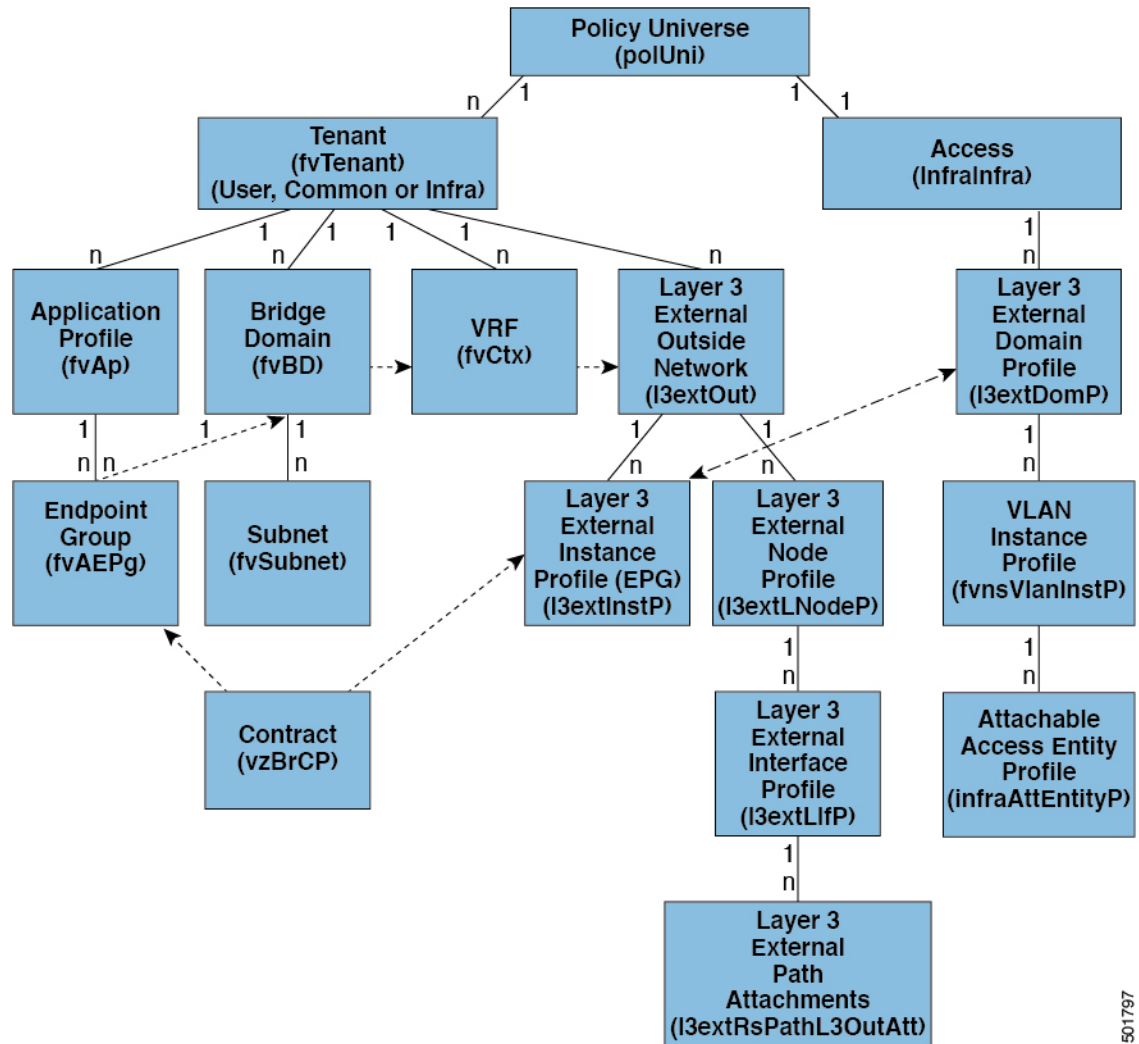 Policy Universe
(polUni)
1
1
n
1
Tenant
(fvTenant)
(User, Common or Infra)
Access
(InfraInfra)
1
1
1
1
1
n
n
n
n
n
Application
Profile
(fvAp)
Bridge
Domain
(fvBD)
VRF
(fvCtx)
Layer 3
External
Outside
Network
(l3extOut)
Layer 3
External
Domain
Profile
(l3extDomP)
1
1
1
1
1
1
n
n
n
n
n
n
Endpoint
Group
(fvAEPg)
Subnet
(fvSubnet)
Layer 3
External
Instance
Profile (EPG)
(l3extInstP)
Layer 3
External
Node
Profile
(l3extLNodeP)
VLAN
Instance
Profile
(fvnsVlanInstP)
1
n
1
n
Contract
(vzBrCP)
Layer 3
External
Interface
Profile
(l3extLIfP)
Attachable
Access Entity
Profile
(infraAttEntityP)
1
n
Layer 3
External
Path
Attachments
(l3extRsPathL3OutAtt)
501797